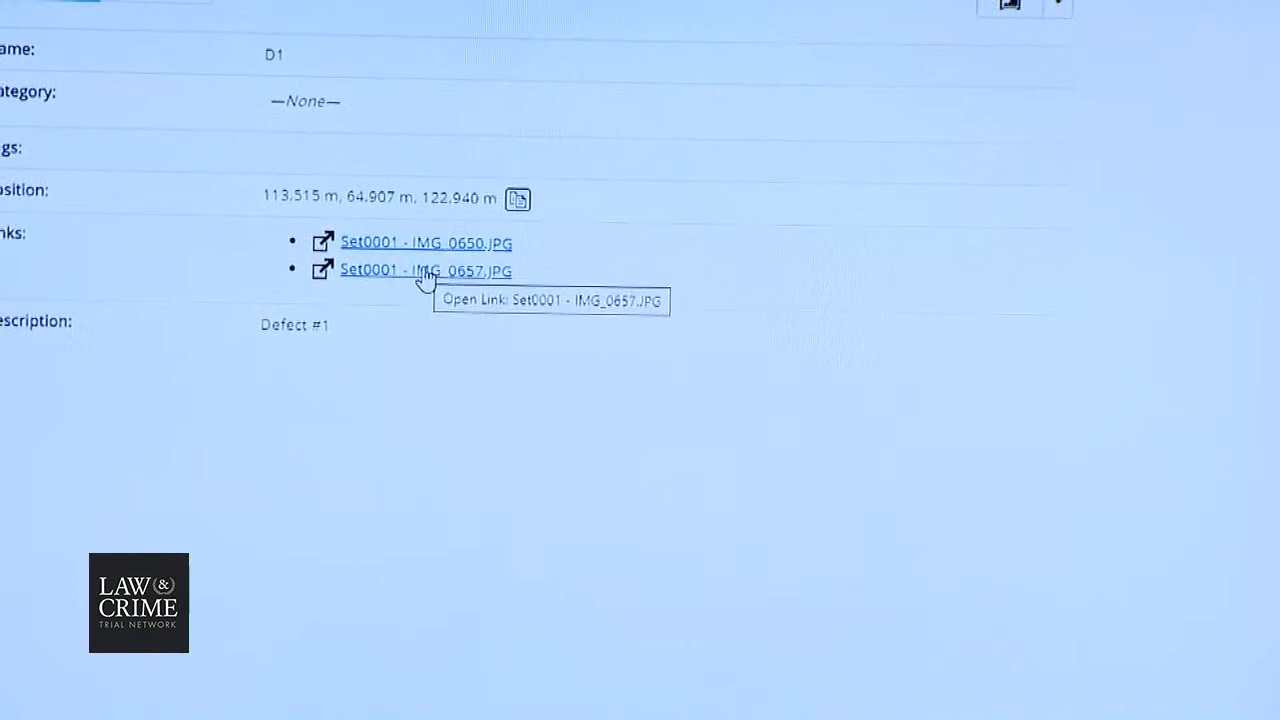 ame: D1
ategory: —None—
gs:
osition: 113.515 m, 64.907 m, 122.940 m
nks:
• Set0001 - IMG_0650.JPG
• Set0001 - IMG_0657.JPG
Open Link: Set0001 - IMG_0657.JPG
escription: Defect #1
LAW &
CRIME
TRIAL NETWORK